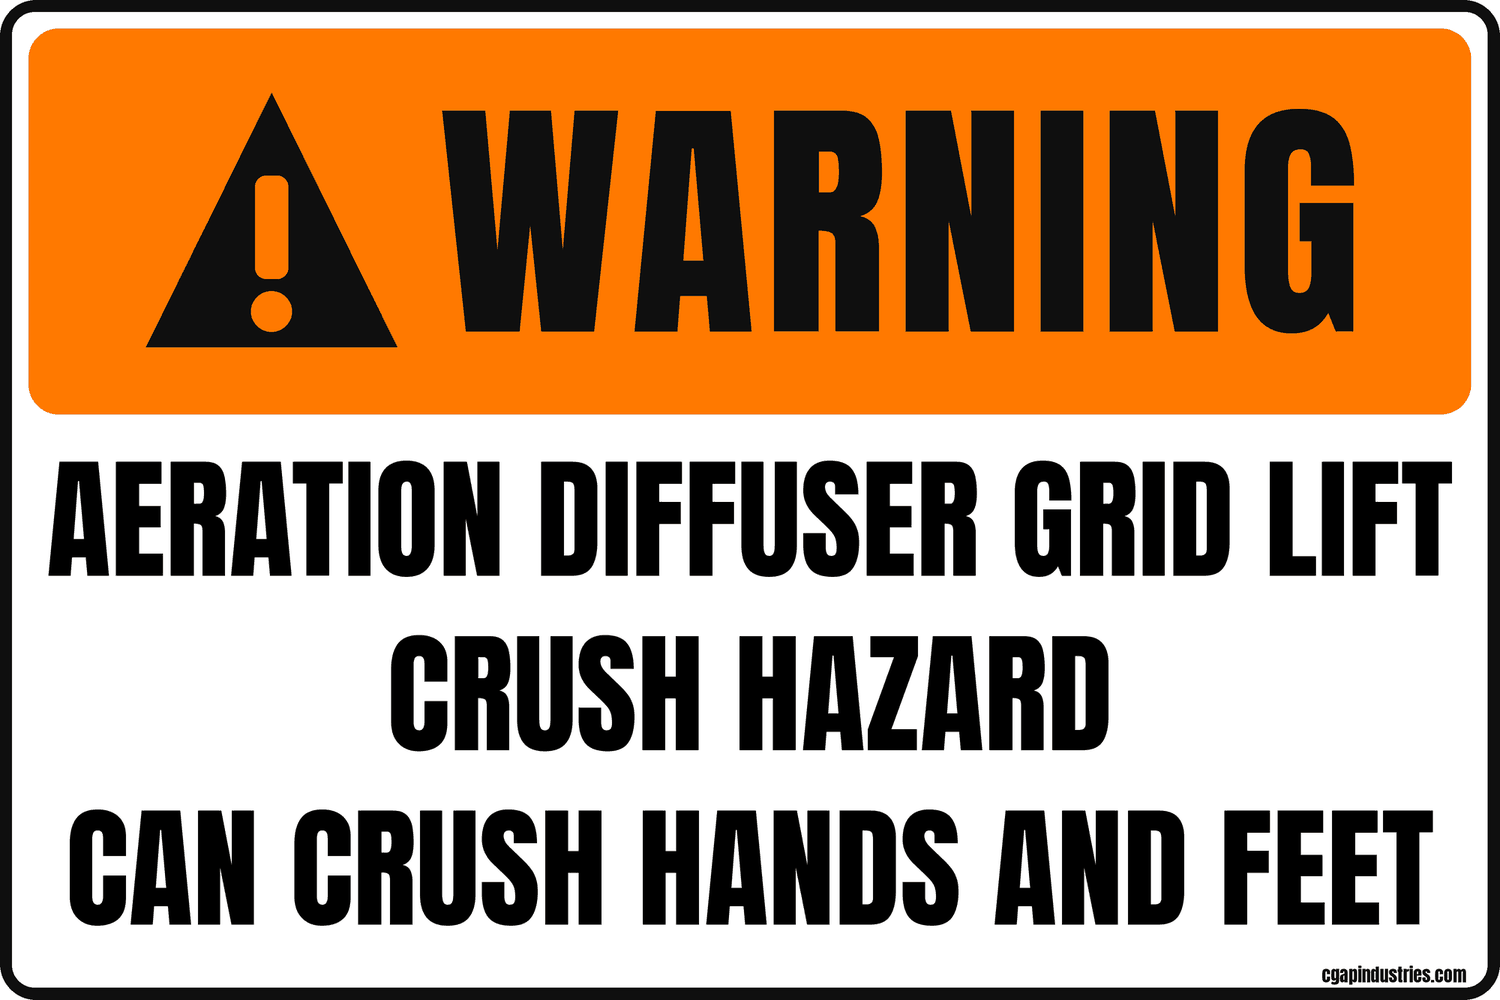 WARNING
AERATION DIFFUSER GRID LIFT
CRUSH HAZARD
CAN CRUSH HANDS AND FEET
cgapindustries.com